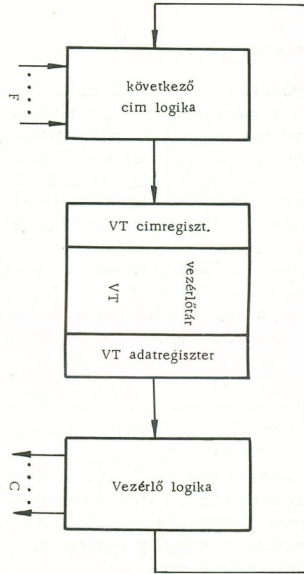 következő
cim logika
F
VT cimregiszt.
vezérlőtár
VT
VT adatregiszter
Vezérlő logika
C